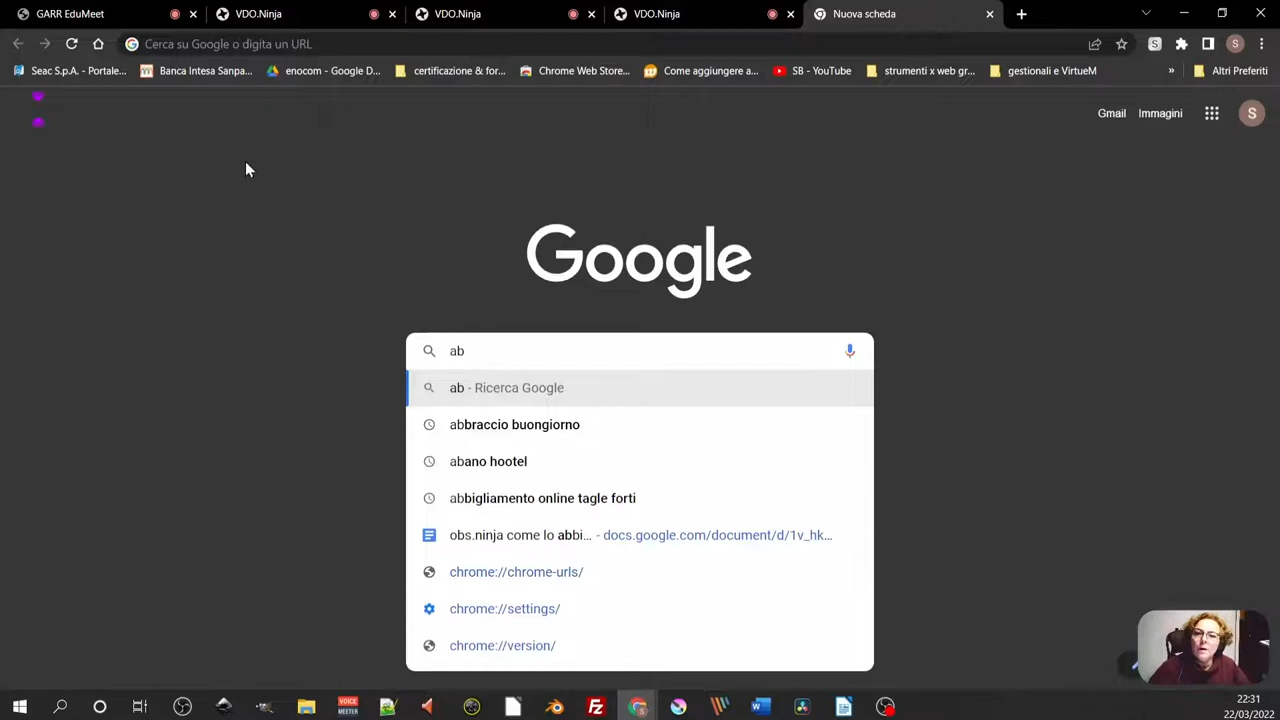 GARR EduMeet
VDO.Ninja
VDO.Ninja
VDO.Ninja
Nuova scheda
Cerca su Google o digita un URL
S
S
Seac S.p.A. - Portale...
Banca Intesa Sanpa...
enocom - Google D...
certificazione & for...
Chrome Web Store...
Come aggiungere a...
SB - YouTube
strumenti x web gr...
gestionali e VirtueM
»
Altri Preferiti
Gmail
Immagini
S
Google
ab
ab - Ricerca Google
abbraccio buongiorno
abano hootel
abbigliamento online tagle forti
obs.ninja come lo abbi... - docs.google.com/document/d/1v_hk...
chrome://chrome-urls/
chrome://settings/
chrome://version/
VOICE
MEETER
Fz
W
22:31
22/03/2022